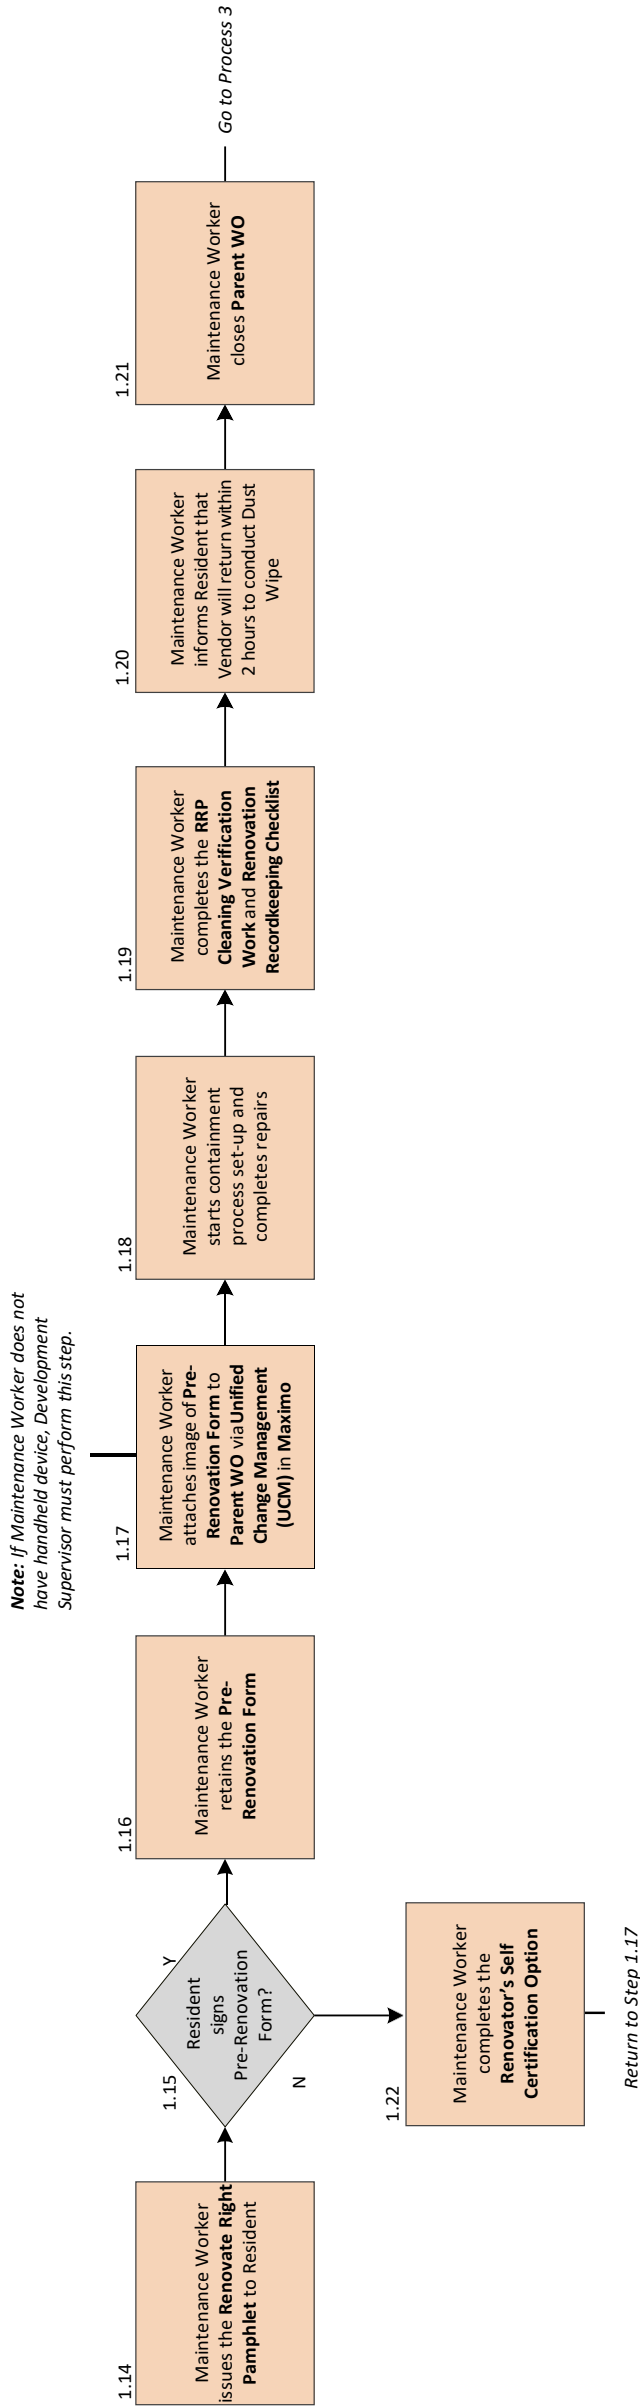 1.14
Maintenance Worker
issues the Renovate Right
Pamphlet to Resident
1.15
Resident
signs
Pre-Renovation
Form?
Y
N
1.22
Maintenance Worker
completes the
Renovator's Self
Certification Option
Return to Step 1.17
1.16
Maintenance Worker
retains the Pre-
Renovation Form
Note: If Maintenance Worker does not
have handheld device, Development
Supervisor must perform this step.
1.17
Maintenance Worker
attaches image of Pre-
Renovation Form to
Parent WO via Unified
Change Management
(UCM) in Maximo
1.18
Maintenance Worker
starts containment
process set-up and
completes repairs
1.19
Maintenance Worker
completes the RRP
Cleaning Verification
Work and Renovation
Recordkeeping Checklist
1.20
Maintenance Worker
informs Resident that
Vendor will return within
2 hours to conduct Dust
Wipe
1.21
Maintenance Worker
closes Parent WO
Go to Process 3